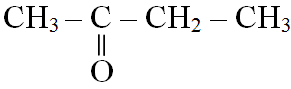 CH₃ – C – CH₂ – CH₃
||
O